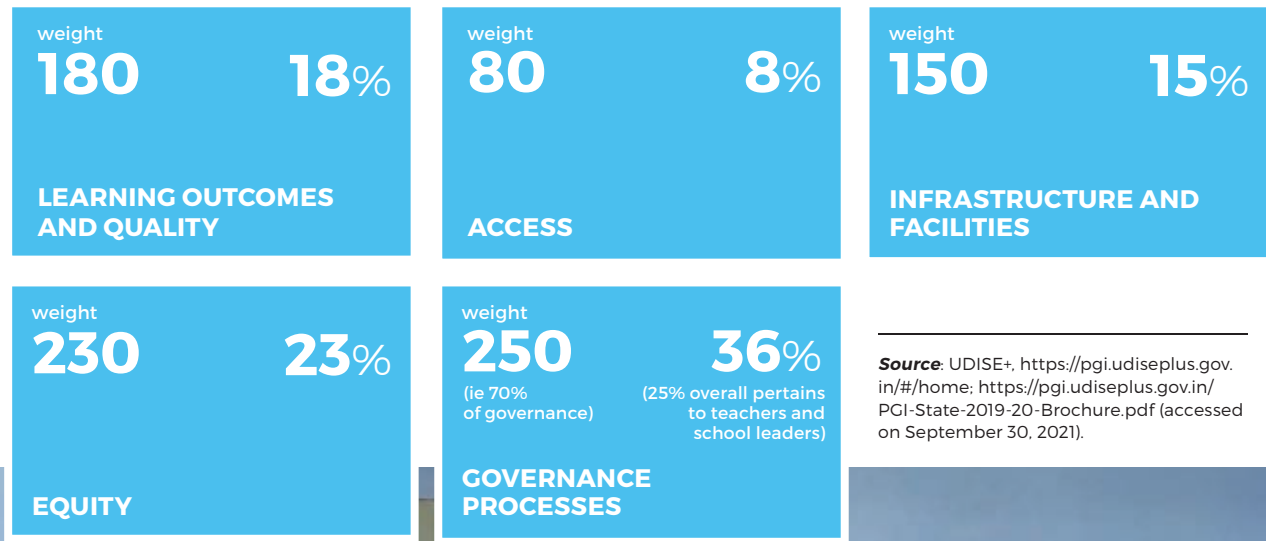 weight
180 18%
LEARNING OUTCOMES
AND QUALITY
weight
80 8%
ACCESS
weight
150 15%
INFRASTRUCTURE AND
FACILITIES
weight
230 23%
EQUITY
weight
250 36%
(ie 70%
of governance)
(25% overall pertains
to teachers and
school leaders)
GOVERNANCE
PROCESSES
Source: UDISE+, https://pgi.udiseplus.gov.
in/#/home; https://pgi.udiseplus.gov.in/
PGI-State-2019-20-Brochure.pdf (accessed
on September 30, 2021).